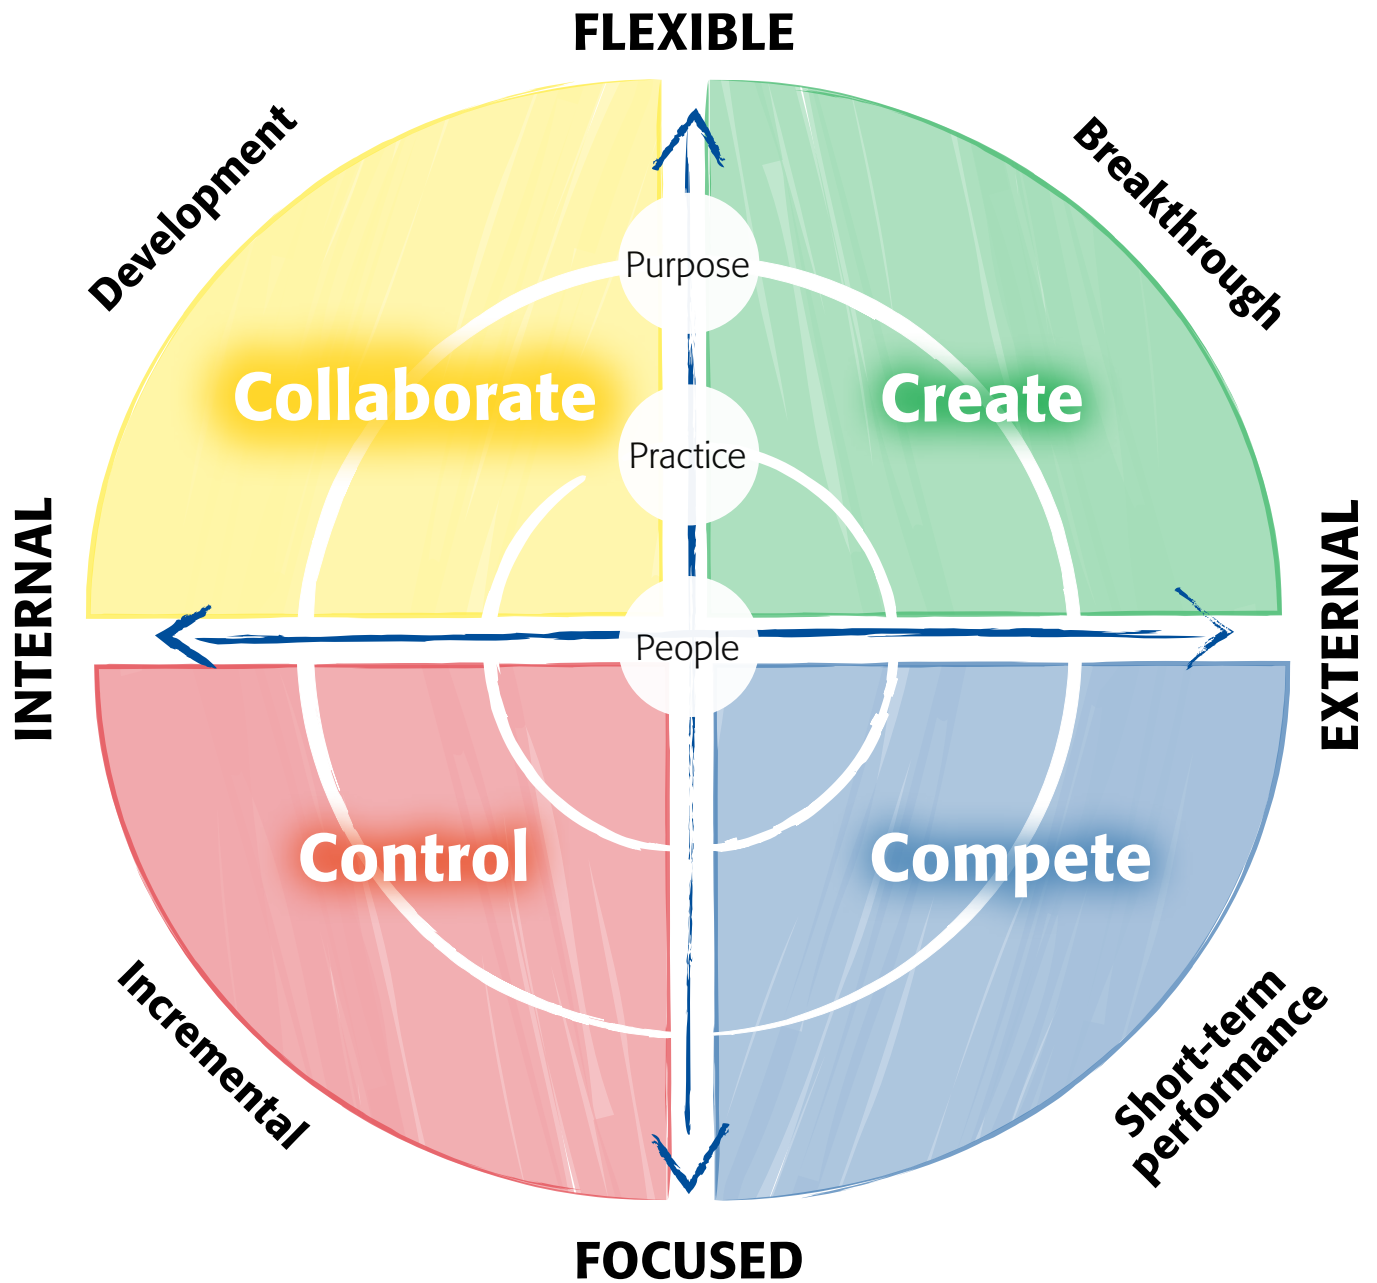 FLEXIBLE
Development
Breakthrough
Purpose
Collaborate
Create
Practice
INTERNAL
EXTERNAL
People
Control
Compete
Incremental
Short-term
performance
FOCUSED